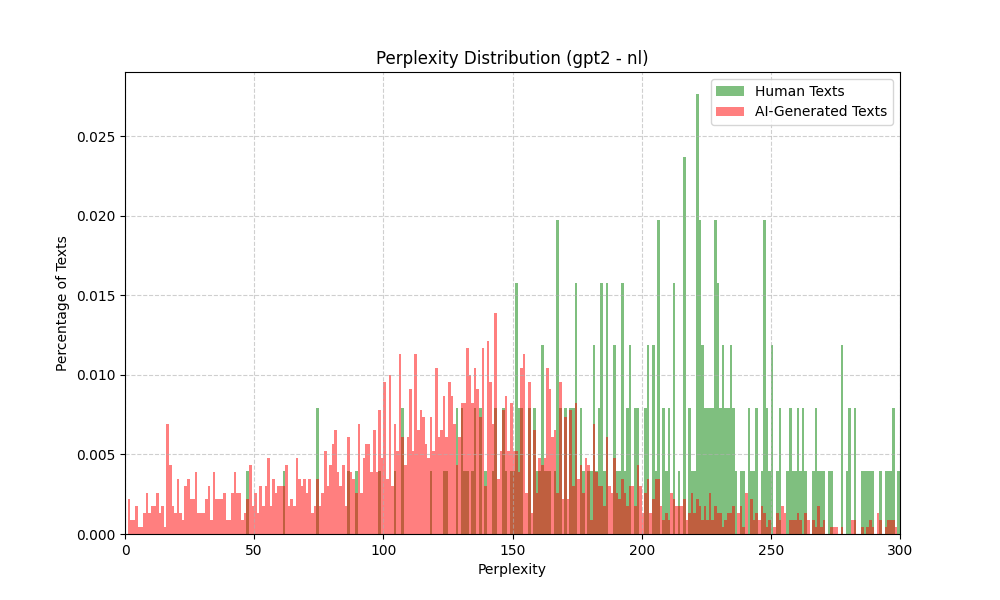 Perplexity Distribution (gpt2 - nl)
Human Texts
AI-Generated Texts
Percentage of Texts
0.025
0.020
0.015
0.010
0.005
0.000
0 50 100 150 200 250 300
Perplexity